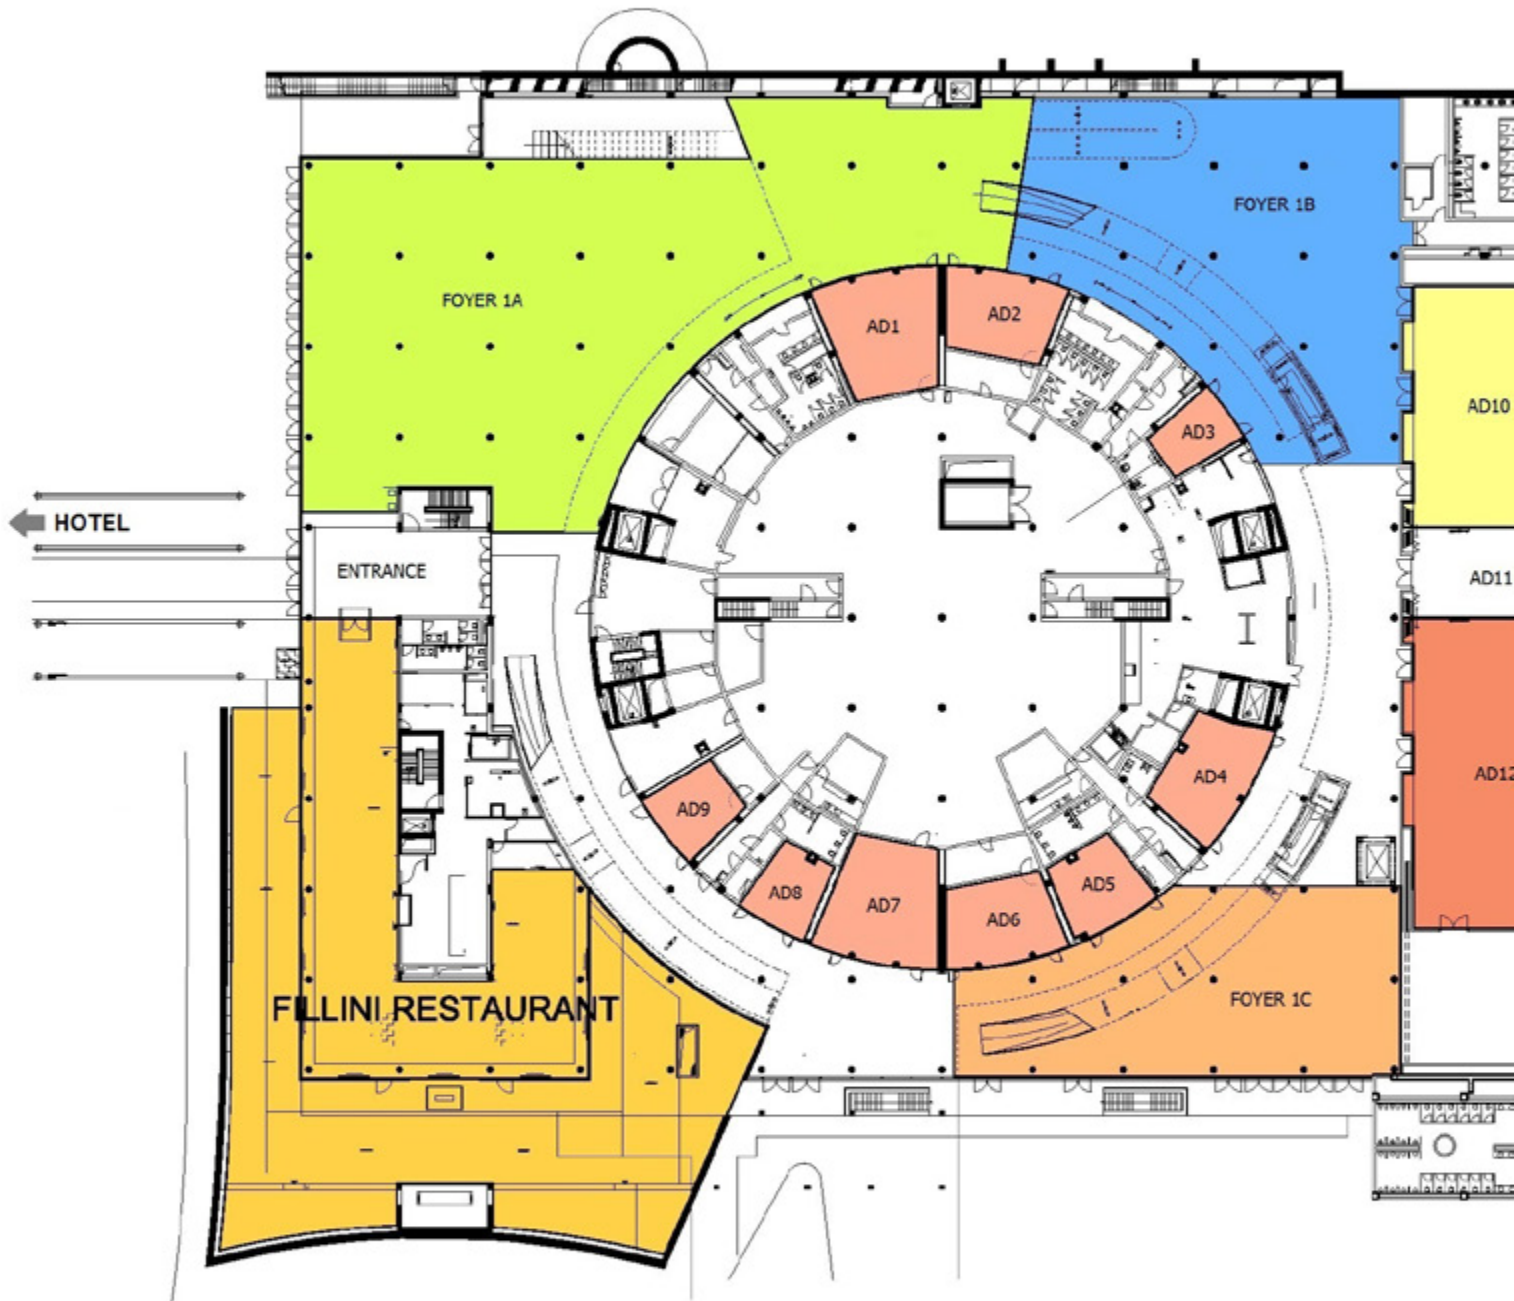 FOYER 1B
FOYER 1A
AD1
AD2
AD3
AD10
HOTEL
ENTRANCE
AD11
AD4
AD12
AD9
AD8
AD7
AD6
AD5
FILLINI RESTAURANT
FOYER 1C